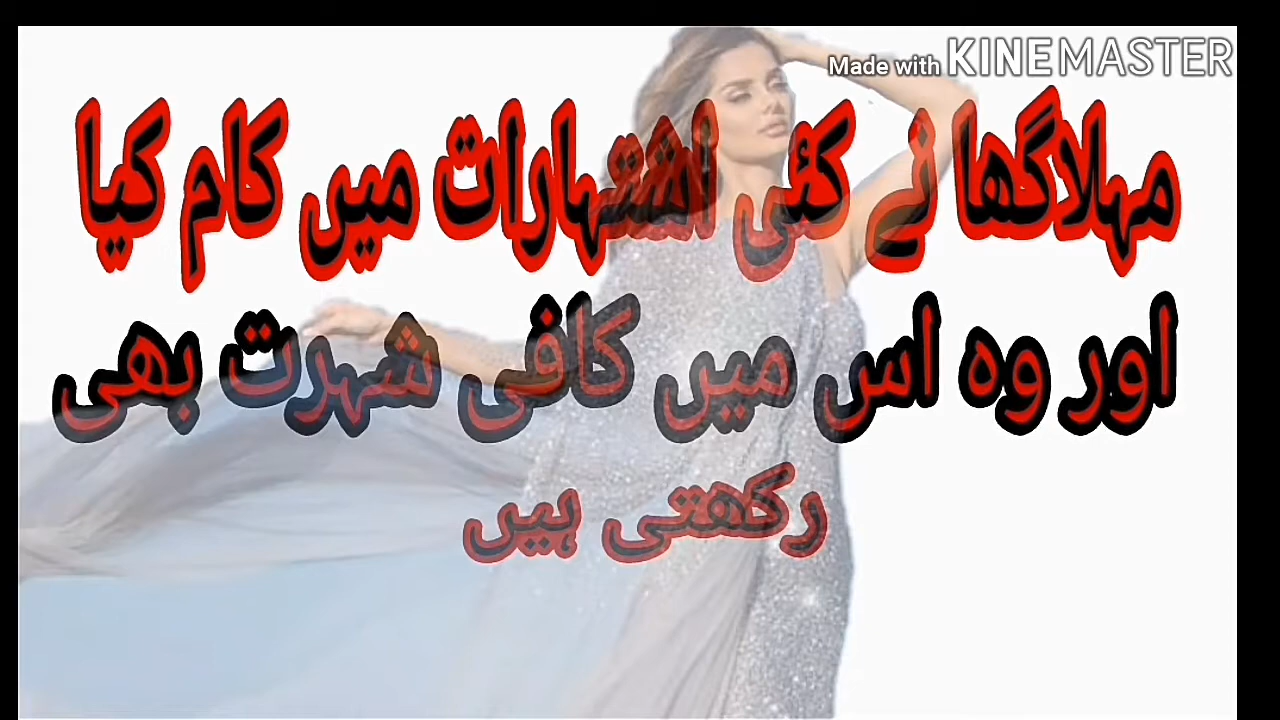 Made with KINEMASTER
مہلاگھا نے کئی اشتہارات میں کام کیا
اور وہ اس میں کافی شہرت بھی
رکھتی ہیں